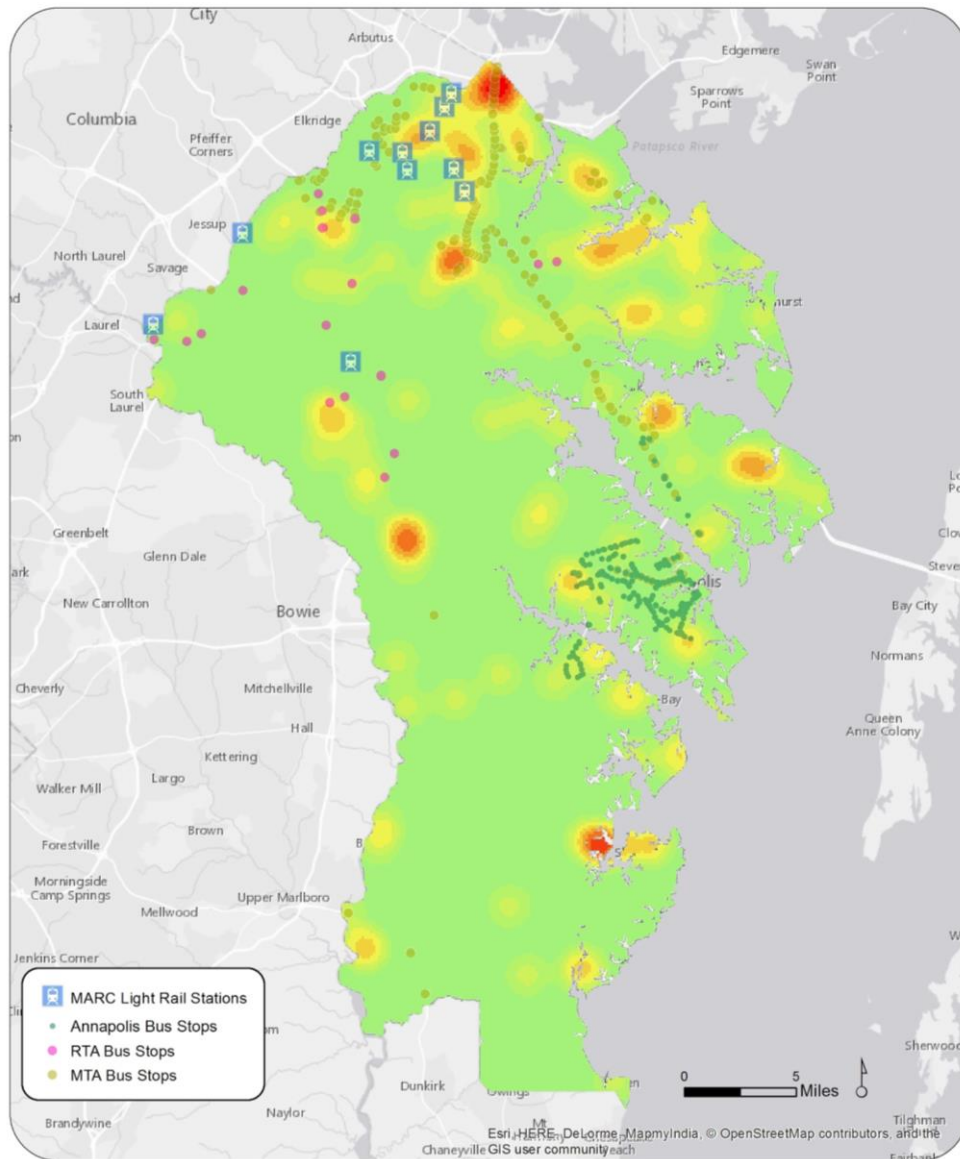 City
Arbutus
Edgemere
Swan
Point
Sparrows
Point
Columbia
Elkridge
Pfeiffer
Corners
Patapsco River
Jessup
North Laurel
Savage
Laurel
South
Laurel
Greenbelt
Glenn Dale
New Carrollton
Bowie
Bay City
Normans
Cheverly
Mitchellville
-Bay
Queen
Anne Colony
Hall
Kettering
Largo
Walker Mill
Brown
Forestville
Morningside
Camp Springs
Upper Marlboro
Mellwood
Jenkins Corner
MARC Light Rail Stations
Annapolis Bus Stops
RTA Bus Stops
MTA Bus Stops
0 5
Miles
Sherwood
Dunkirk
Owings
Naylor
Brandywine
Tilghman
Esri, HERE, DeLorme, MapmyIndia, © OpenStreetMap contributors, and the
GIS user community
Chaneyville